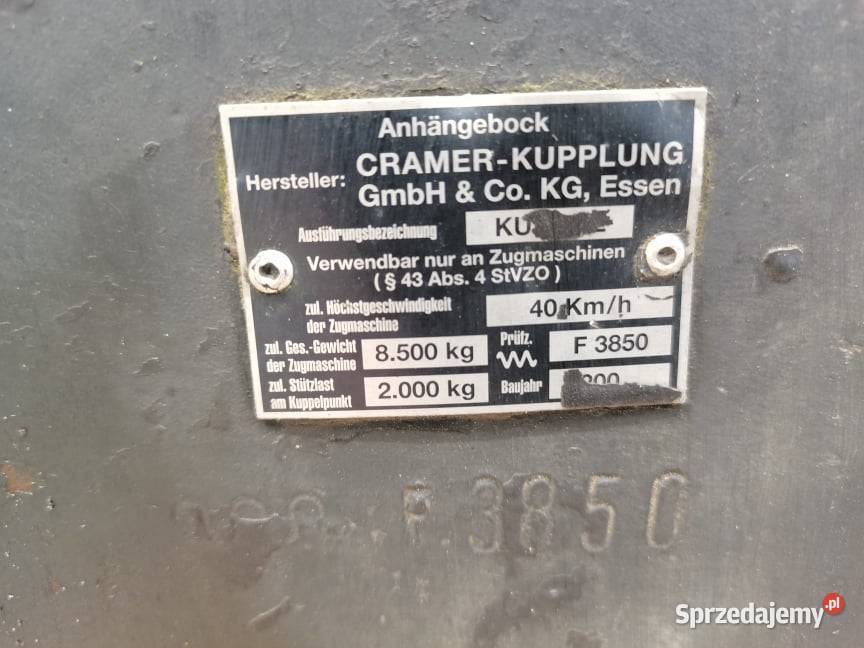 Anhängebock
Hersteller: CRAMER-KUPPLUNG
GmbH & Co. KG, Essen
Ausführungsbezeichnung
Verwendbar nur an Zugmaschinen
( § 43 Abs. 4 StVZO )
zul. Höchstgeschwindigkeit
der Zugmaschine
40 Km/h
zul. Ges.-Gewicht
der Zugmaschine
8.500 kg
Prüfz.
F 3850
zul. Stützlast
am Kuppelpunkt
2.000 kg
Baujahr
F.3850
Sprzedajemy.pl